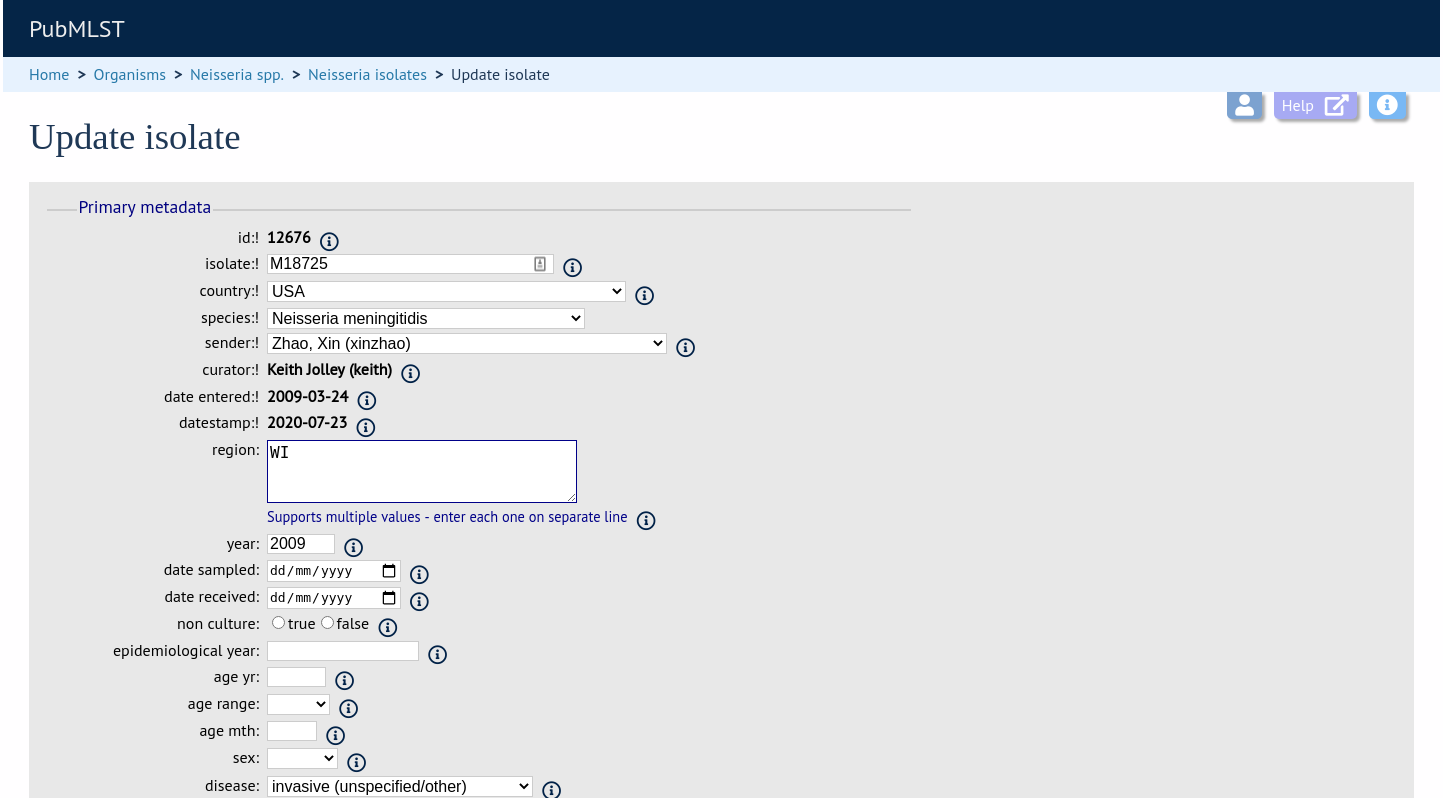 PubMLST
Home > Organisms > Neisseria spp. > Neisseria isolates > Update isolate
Help
Update isolate
Primary metadata
id:! 12676
isolate:! M18725
country:! USA
species:! Neisseria meningitidis
sender:! Zhao, Xin (xinzhao)
curator:! Keith Jolley (keith)
date entered:! 2009-03-24
datestamp:! 2020-07-23
region: WI
Supports multiple values - enter each one on separate line
year: 2009
date sampled: dd/mm/yyyy
date received: dd/mm/yyyy
non culture: true false
epidemiological year:
age yr:
age range:
age mth:
sex:
disease: invasive (unspecified/other)